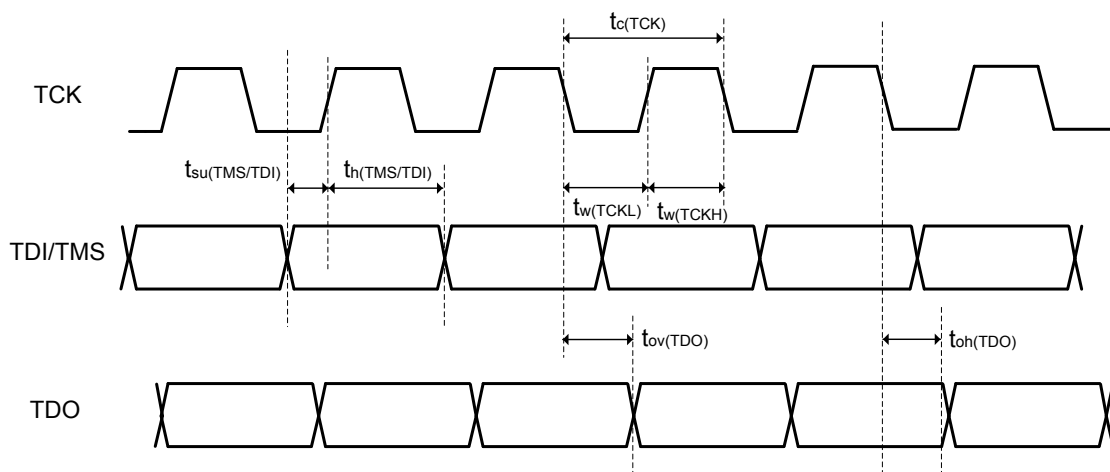 tc(TCK)
TCK
tsu(TMS/TDI)
th(TMS/TDI)
tw(TCKL)
tw(TCKH)
TDI/TMS
tov(TDO)
toh(TDO)
TDO